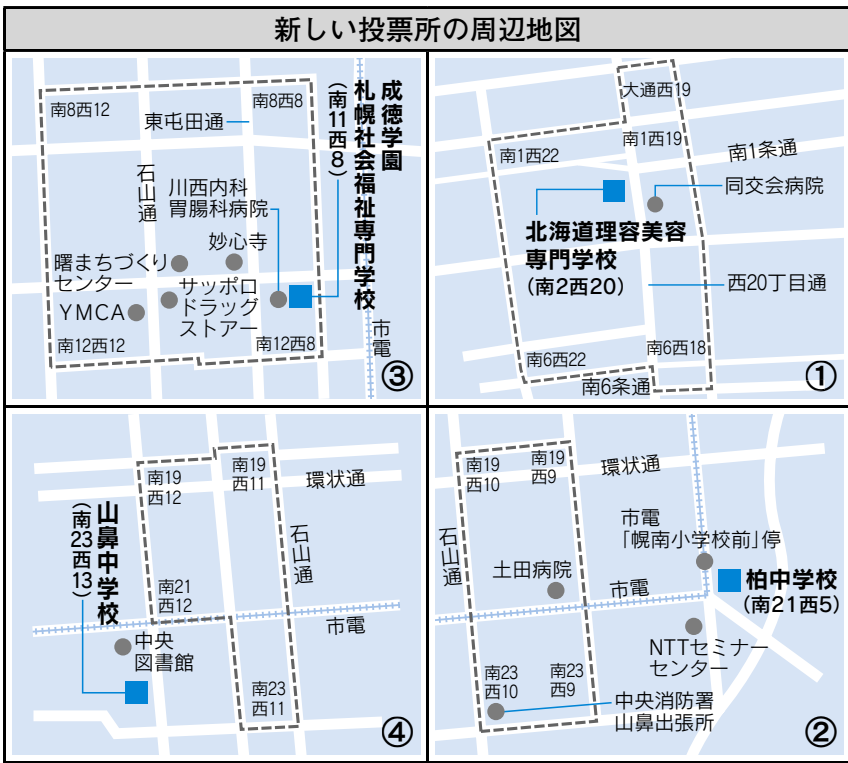 新しい投票所の周辺地図
大通西19
南1西19
南1西22
南1条通
同交会病院
北海道理容美容
専門学校
(南2西20)
西20丁目通
南6西22
南6西18
南6条通
①
南19
西10
南19
西9
環状通
石山通
市電
「幌南小学校前」停
土田病院
市電
柏中学校
(南21西5)
NTTセミナー
センター
南23
西10
南23
西9
中央消防署
山鼻出張所
②
南8西12
南8西8
東屯田通
成徳学園
札幌社会福祉専門学校
(南11西8)
石山通
川西内科
胃腸科病院
妙心寺
曙まちづくり
センター
サッポロ
ドラッグ
ストアー
YMCA
南12西12
南12西8
市電
③
南19
西12
南19
西11
環状通
山鼻中学校
(南23西13)
石山通
南21
西12
市電
中央
図書館
南23
西11
④